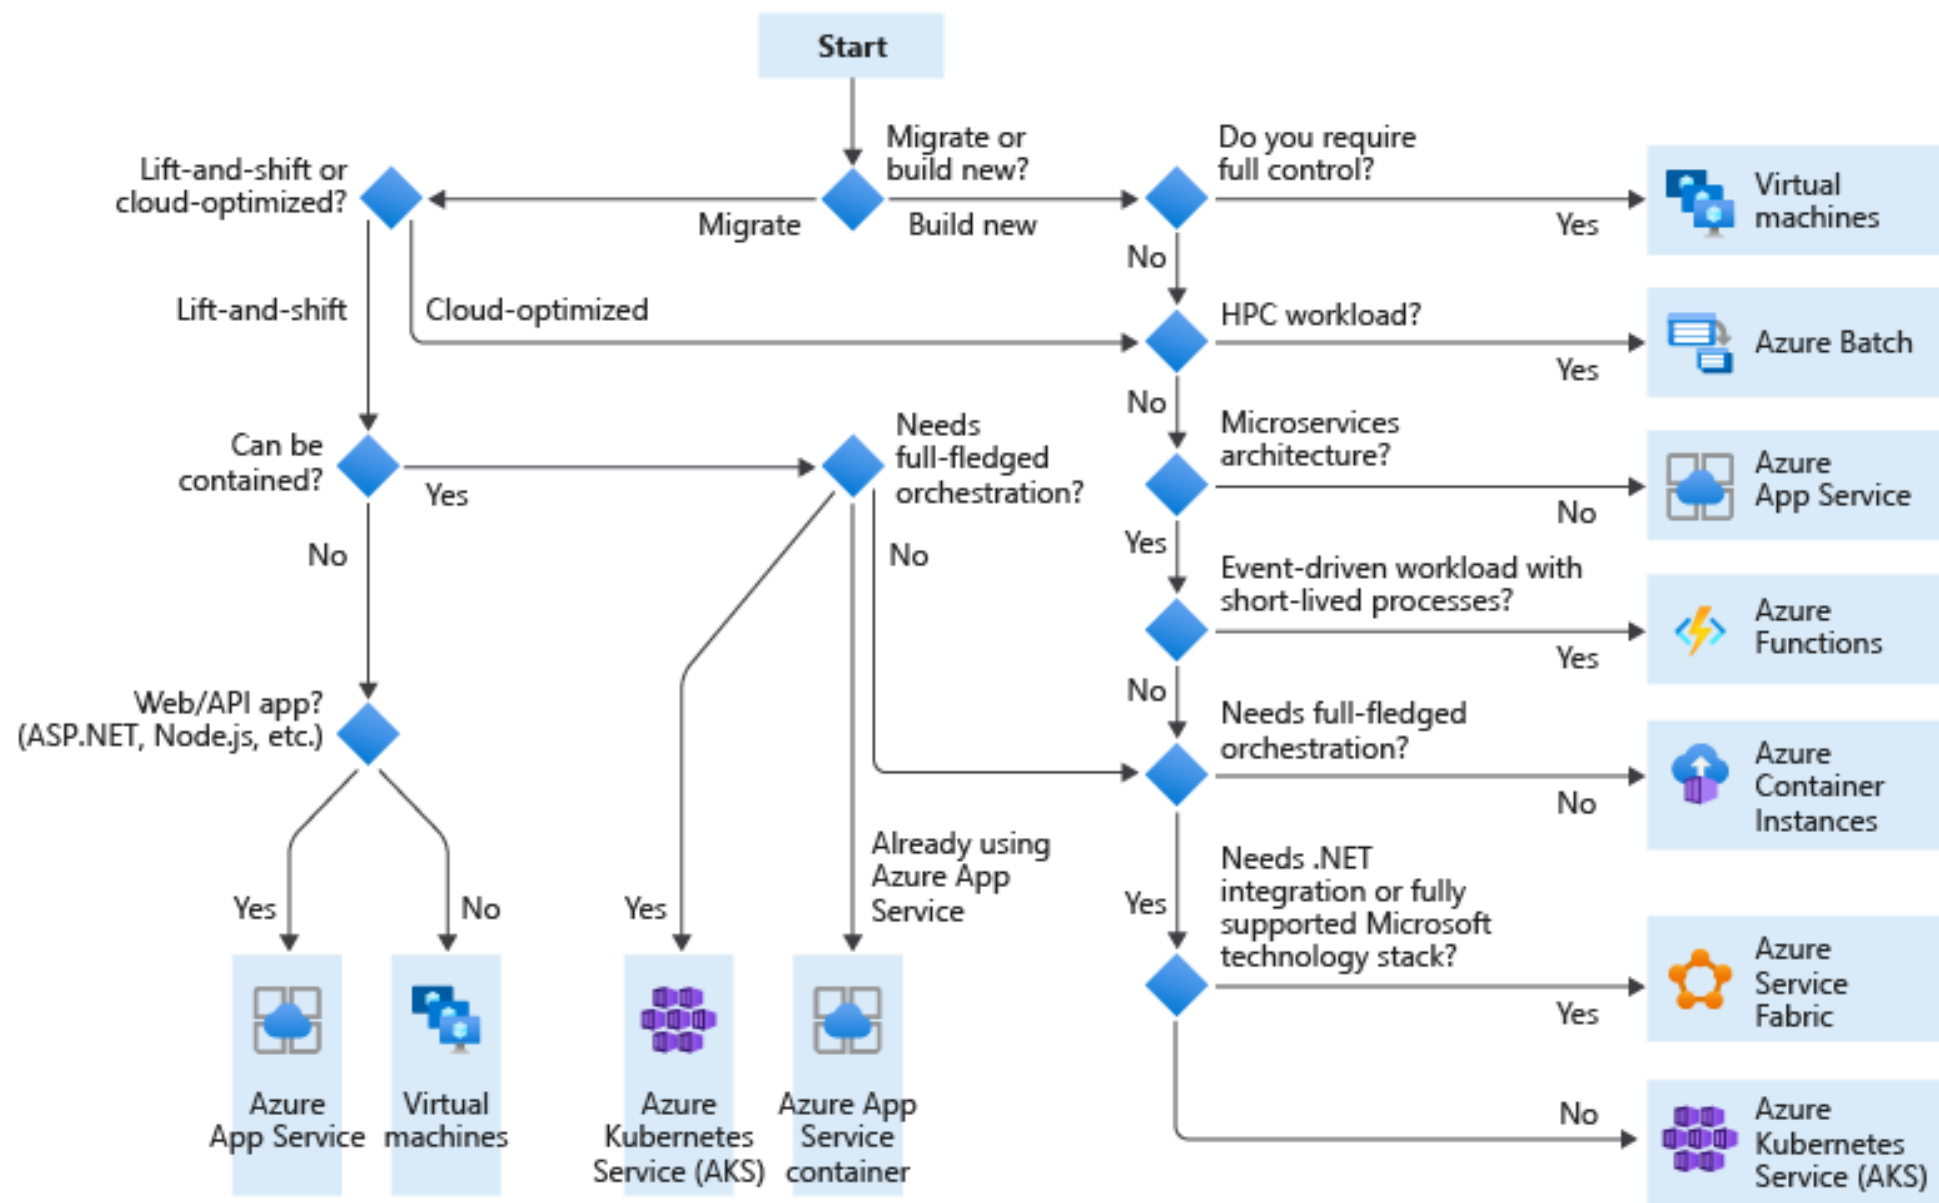 Start
Migrate or
build new?
Migrate
Build new
Lift-and-shift or
cloud-optimized?
Lift-and-shift
Cloud-optimized
Can be
contained?
Yes
No
Web/API app?
(ASP.NET, Node.js, etc.)
Yes
No
Azure
App Service
Virtual
machines
Needs
full-fledged
orchestration?
No
Yes
Already using
Azure App
Service
Azure
Kubernetes
Service (AKS)
Azure App
Service
container
Do you require
full control?
Yes
No
Virtual
machines
HPC workload?
Yes
No
Azure Batch
Microservices
architecture?
No
Yes
Azure
App Service
Event-driven workload with
short-lived processes?
Yes
No
Azure
Functions
Needs full-fledged
orchestration?
No
Yes
Azure
Container
Instances
Needs .NET
integration or fully
supported Microsoft
technology stack?
Yes
No
Azure
Service
Fabric
Azure
Kubernetes
Service (AKS)